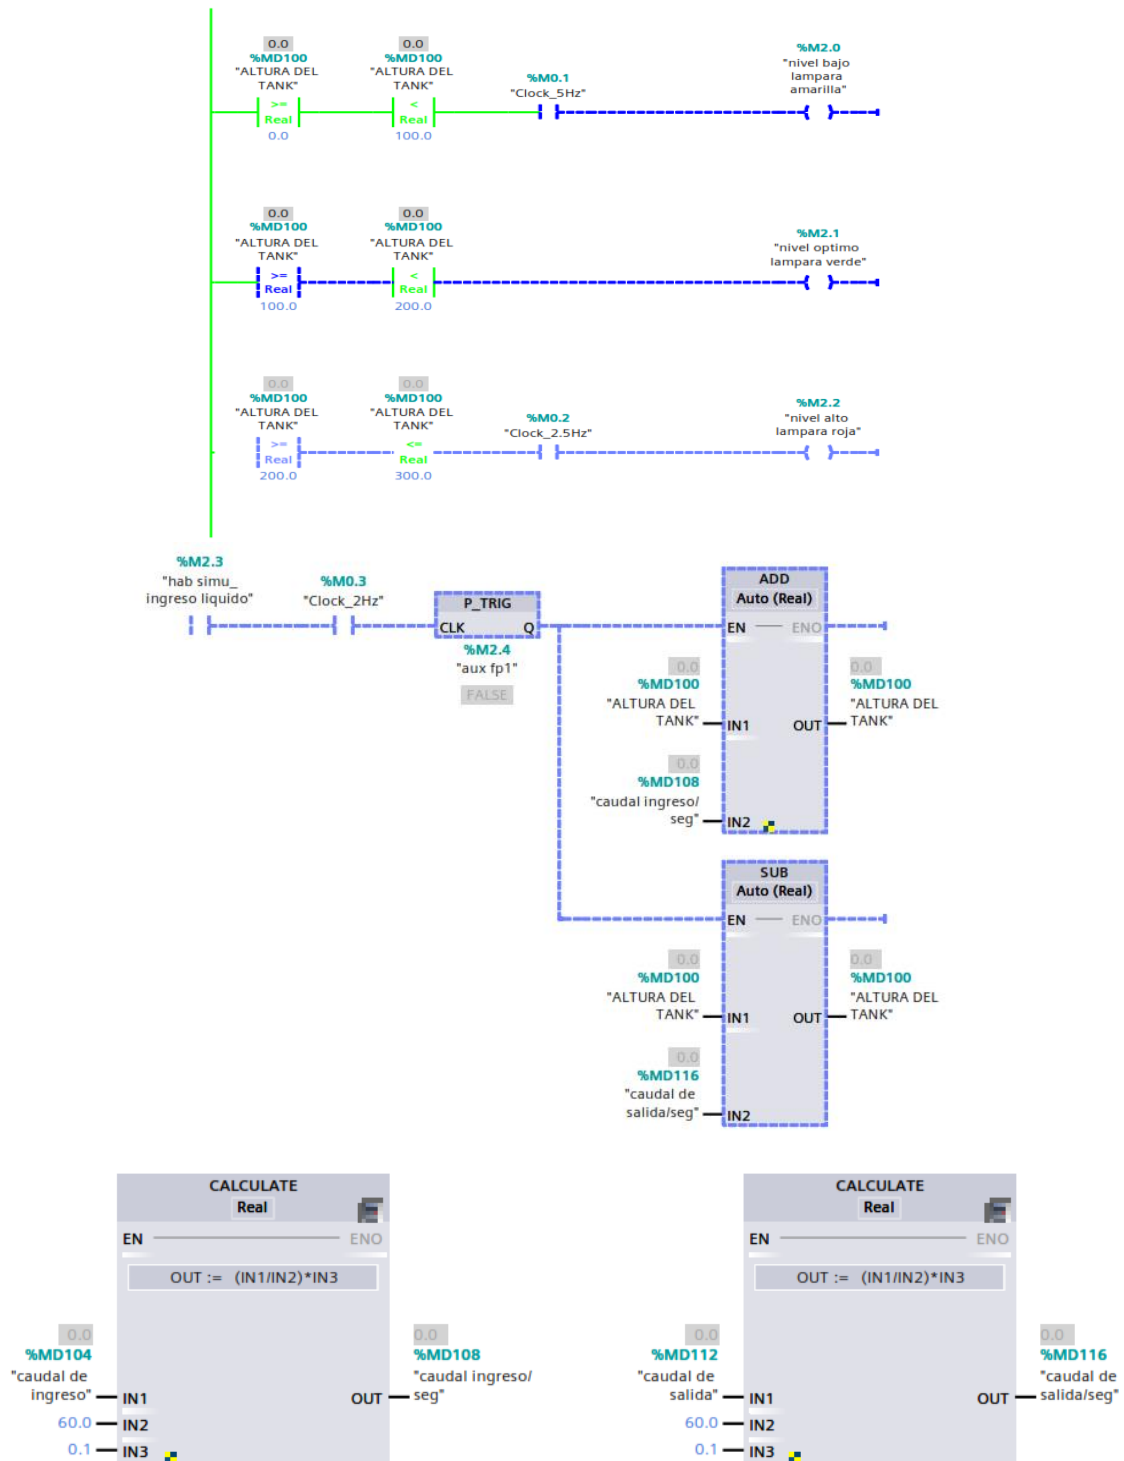 0.0
%MD100
"ALTURA DEL
TANK"
>=
Real
0.0
0.0
%MD100
"ALTURA DEL
TANK"
<
Real
100.0
%M0.1
"Clock_5Hz"
%M2.0
"nivel bajo
lampara
amarilla"
0.0
%MD100
"ALTURA DEL
TANK"
>=
Real
100.0
0.0
%MD100
"ALTURA DEL
TANK"
<
Real
200.0
%M2.1
"nivel optimo
lampara verde"
0.0
%MD100
"ALTURA DEL
TANK"
>=
Real
200.0
0.0
%MD100
"ALTURA DEL
TANK"
<=
Real
300.0
%M0.2
"Clock_2.5Hz"
%M2.2
"nivel alto
lampara roja"
%M2.3
"hab simu_
ingreso liquido"
%M0.3
"Clock_2Hz"
P_TRIG
CLK Q
%M2.4
"aux fp1"
FALSE
ADD
Auto (Real)
EN ENO
0.0
%MD100
"ALTURA DEL
TANK"
IN1
0.0
%MD108
"caudal ingreso/
seg"
IN2
OUT
0.0
%MD100
"ALTURA DEL
TANK"
SUB
Auto (Real)
EN ENO
0.0
%MD100
"ALTURA DEL
TANK"
IN1
0.0
%MD116
"caudal de
salida/seg"
IN2
OUT
0.0
%MD100
"ALTURA DEL
TANK"
CALCULATE
Real
EN ENO
OUT := (IN1/IN2)*IN3
0.0
%MD104
"caudal de
ingreso"
IN1
60.0 IN2
0.1 IN3
OUT
0.0
%MD108
"caudal ingreso/
seg"
CALCULATE
Real
EN ENO
OUT := (IN1/IN2)*IN3
0.0
%MD112
"caudal de
salida"
IN1
60.0 IN2
0.1 IN3
OUT
0.0
%MD116
"caudal de
salida/seg"